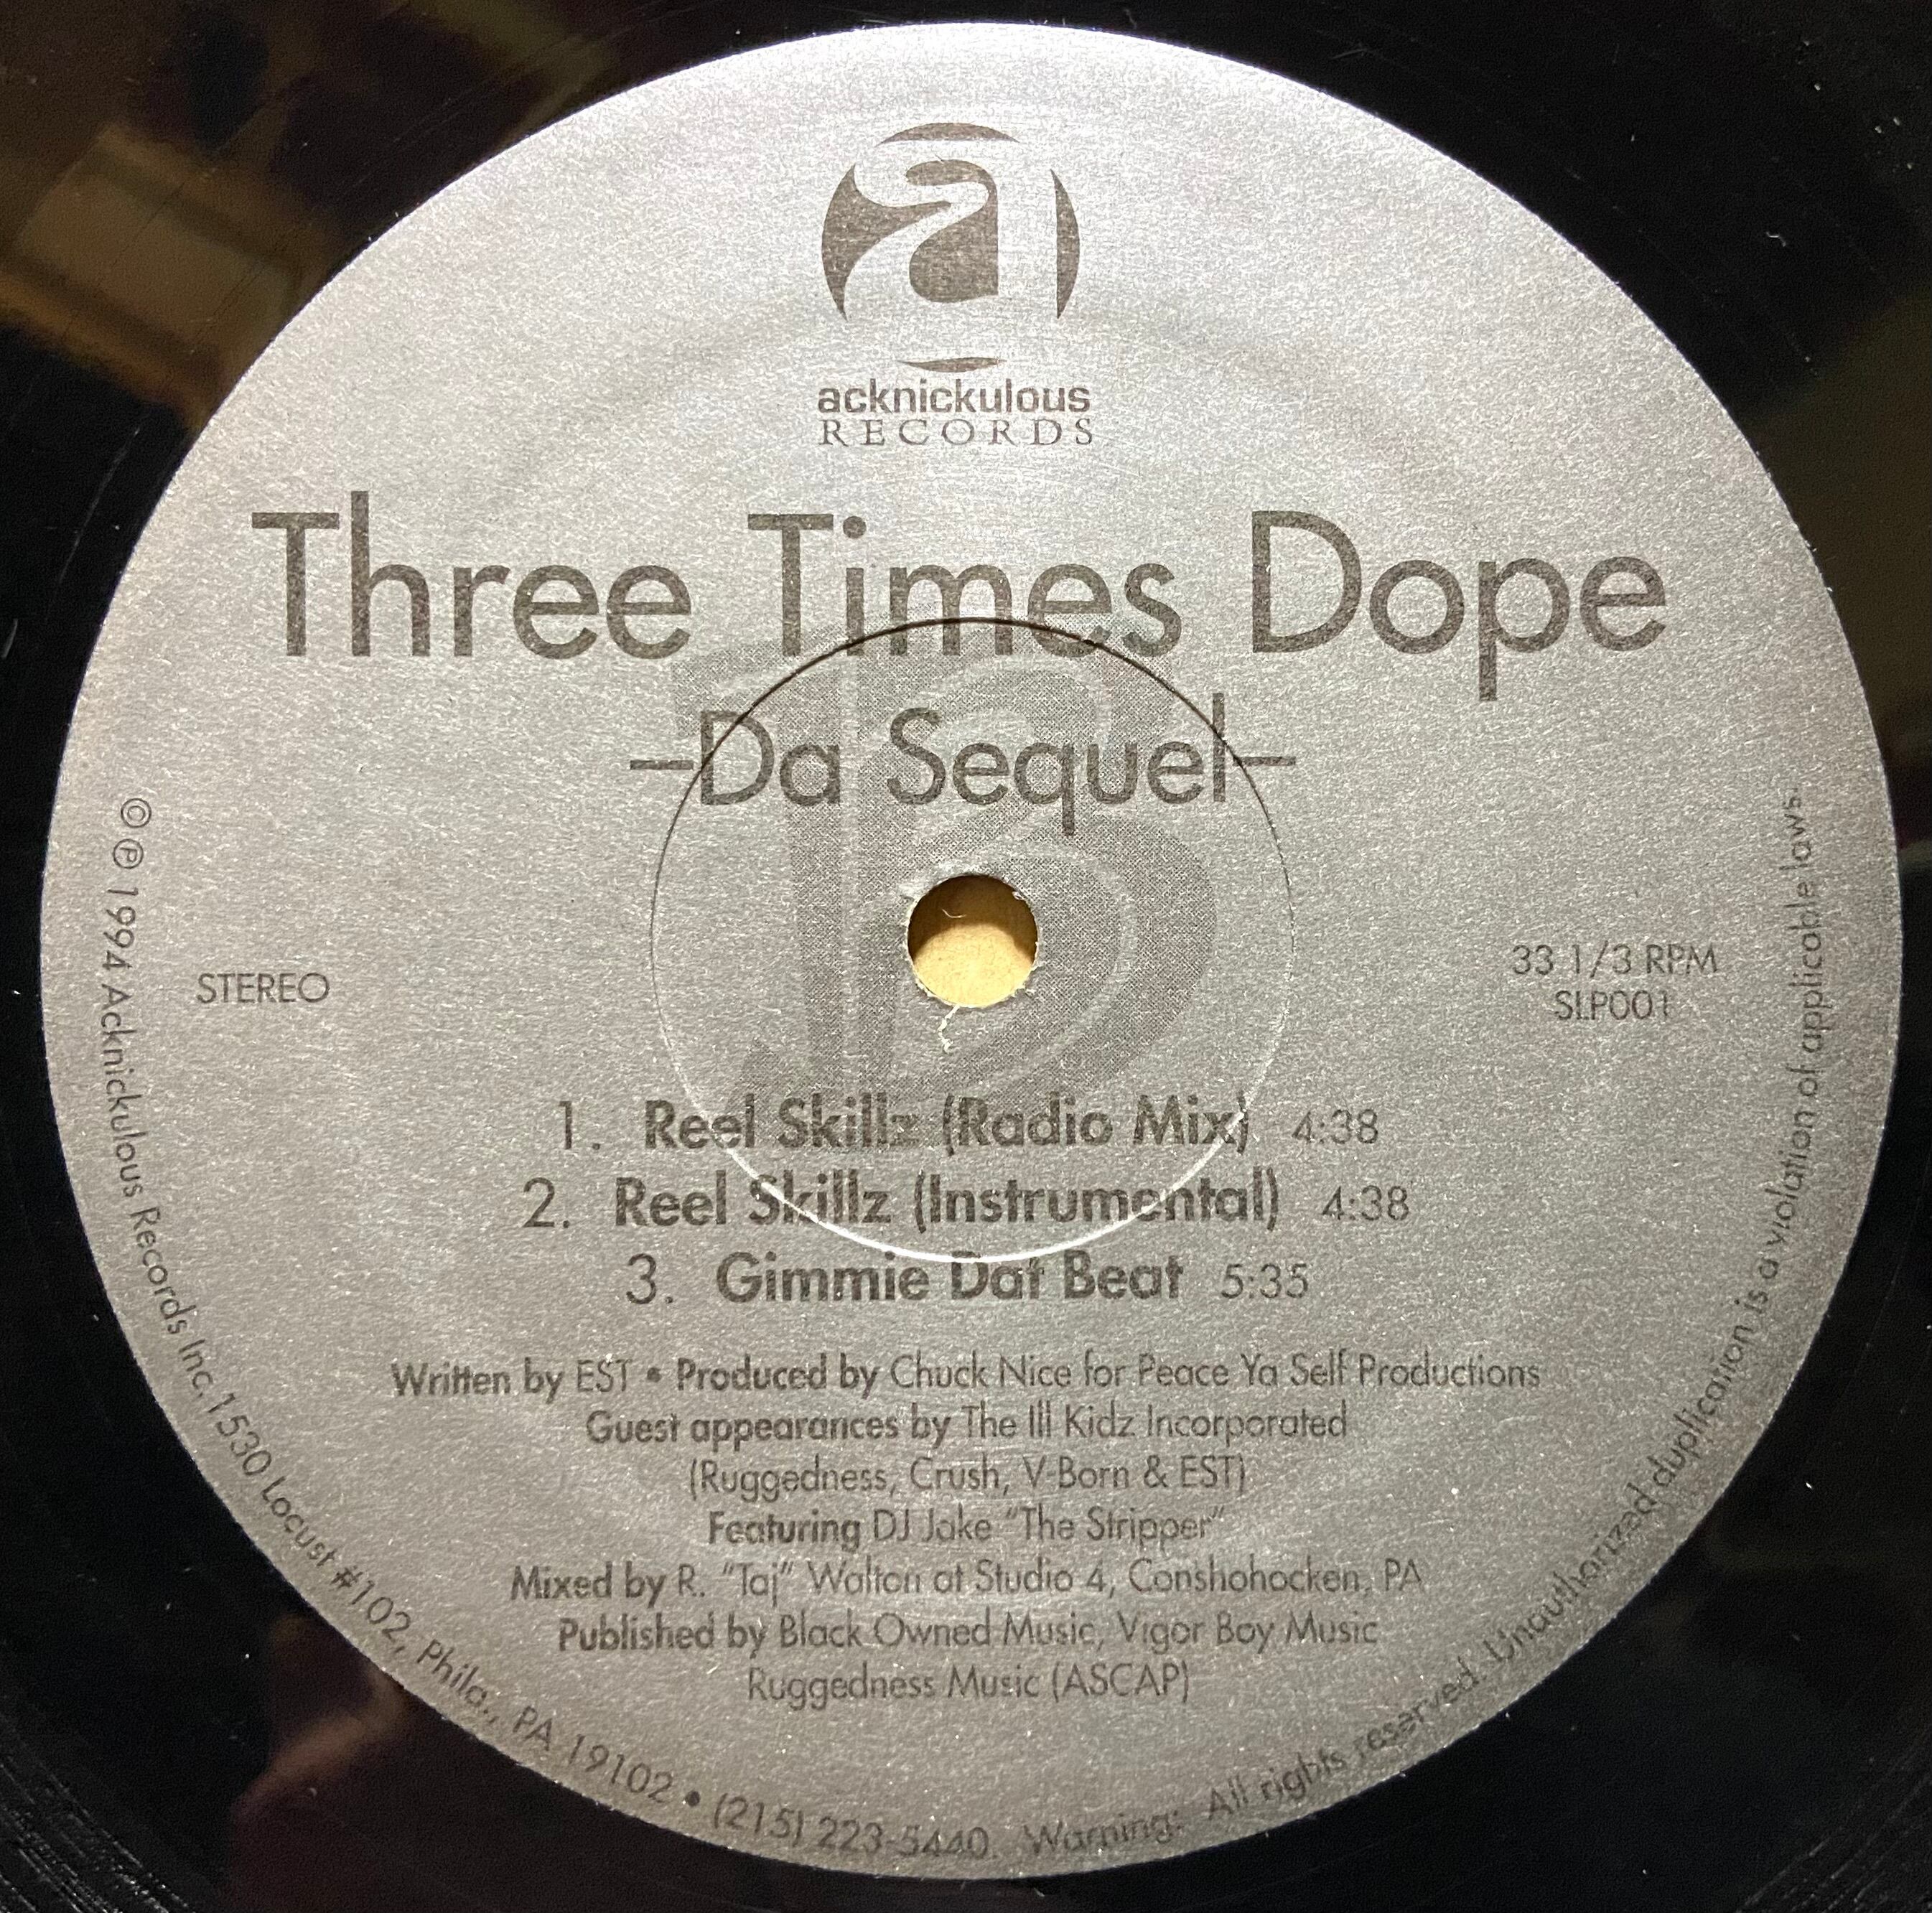 acknickulous
RECORDS
Three Times Dope
–Da Sequel–
STEREO
33 1/3 RPM
SLP001
1. Reel Skillz (Radio Mix) 4:38
2. Reel Skillz (Instrumental) 4:38
3. Gimmie Dat Beat 5:35
Written by EST • Produced by Chuck Nice for Peace Ya Self Productions
Guest appearances by The Ill Kidz Incorporated
(Ruggedness, Crush, V-Born & EST)
Featuring DJ Jake "The Stripper"
Mixed by R. "Taj" Walton at Studio 4, Conshohocken, PA
Published by Black Owned Music, Vigor Boy Music
Ruggedness Music (ASCAP)
©℗ 1994 Acknickulous Records Inc. 1530 Locust #102, Phila., PA 19102 • (215) 223-5440. Warning: All rights reserved. Unauthorized duplication is a violation of applicable laws.